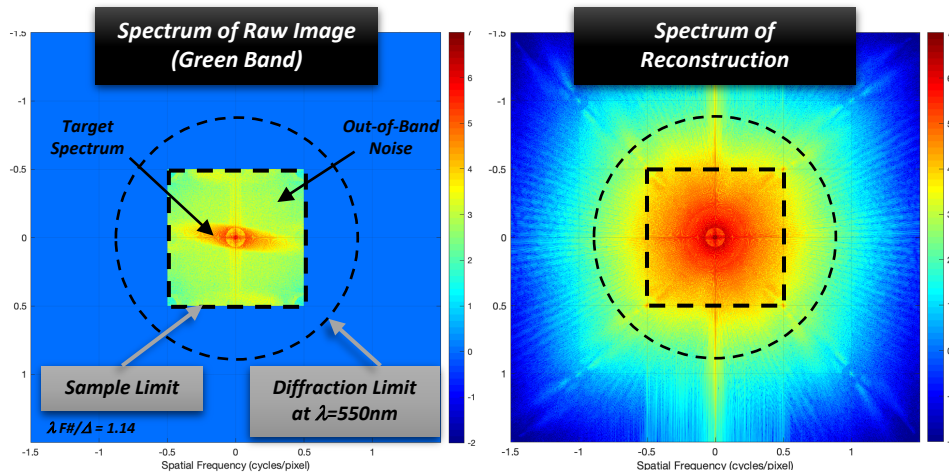 Spectrum of Raw Image
(Green Band)
Spectrum of
Reconstruction
-1.5
-1
-0.5
0
0.5
1
-1.5
-1
-0.5
0
0.5
1
1.5
Target
Spectrum
Out-of-Band
Noise
Sample Limit
Diffraction Limit
at λ=550nm
λ F#/Δ = 1.14
Spatial Frequency (cycles/pixel)
7
6
5
4
3
2
1
0
-1
-2
-1.5
-1
-0.5
0
0.5
1
-1.5
-1
-0.5
0
0.5
1
1.5
Spatial Frequency (cycles/pixel)